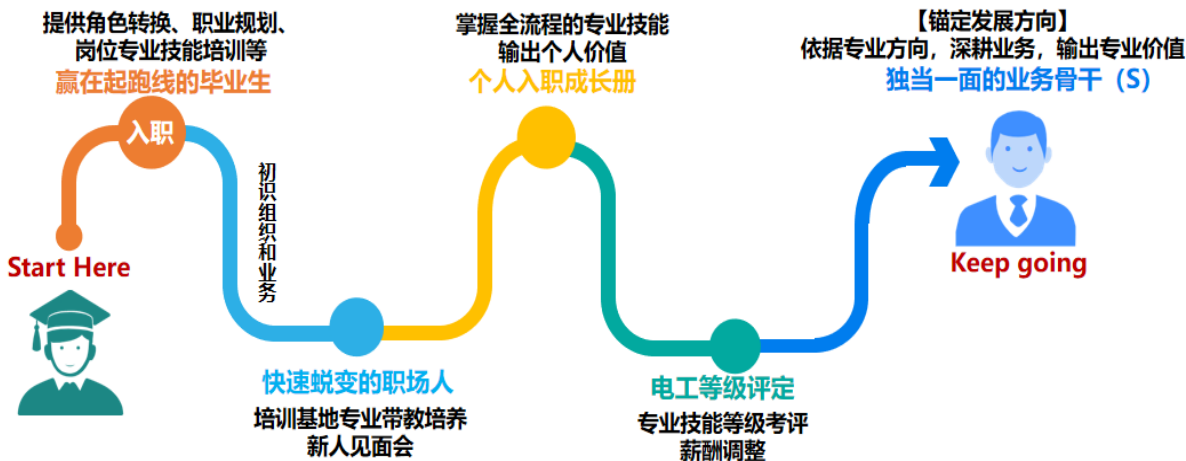 提供角色转换、职业规划、
岗位专业技能培训等
赢在起跑线的毕业生
入职
Start Here
初识组织和业务
快速蜕变的职场人
培训基地专业带教培养
新人见面会
掌握全流程的专业技能
输出个人价值
个人入职成长册
电工等级评定
专业技能等级考评
薪酬调整
【锚定发展方向】
依据专业方向，深耕业务，输出专业价值
独当一面的业务骨干（S）
Keep going